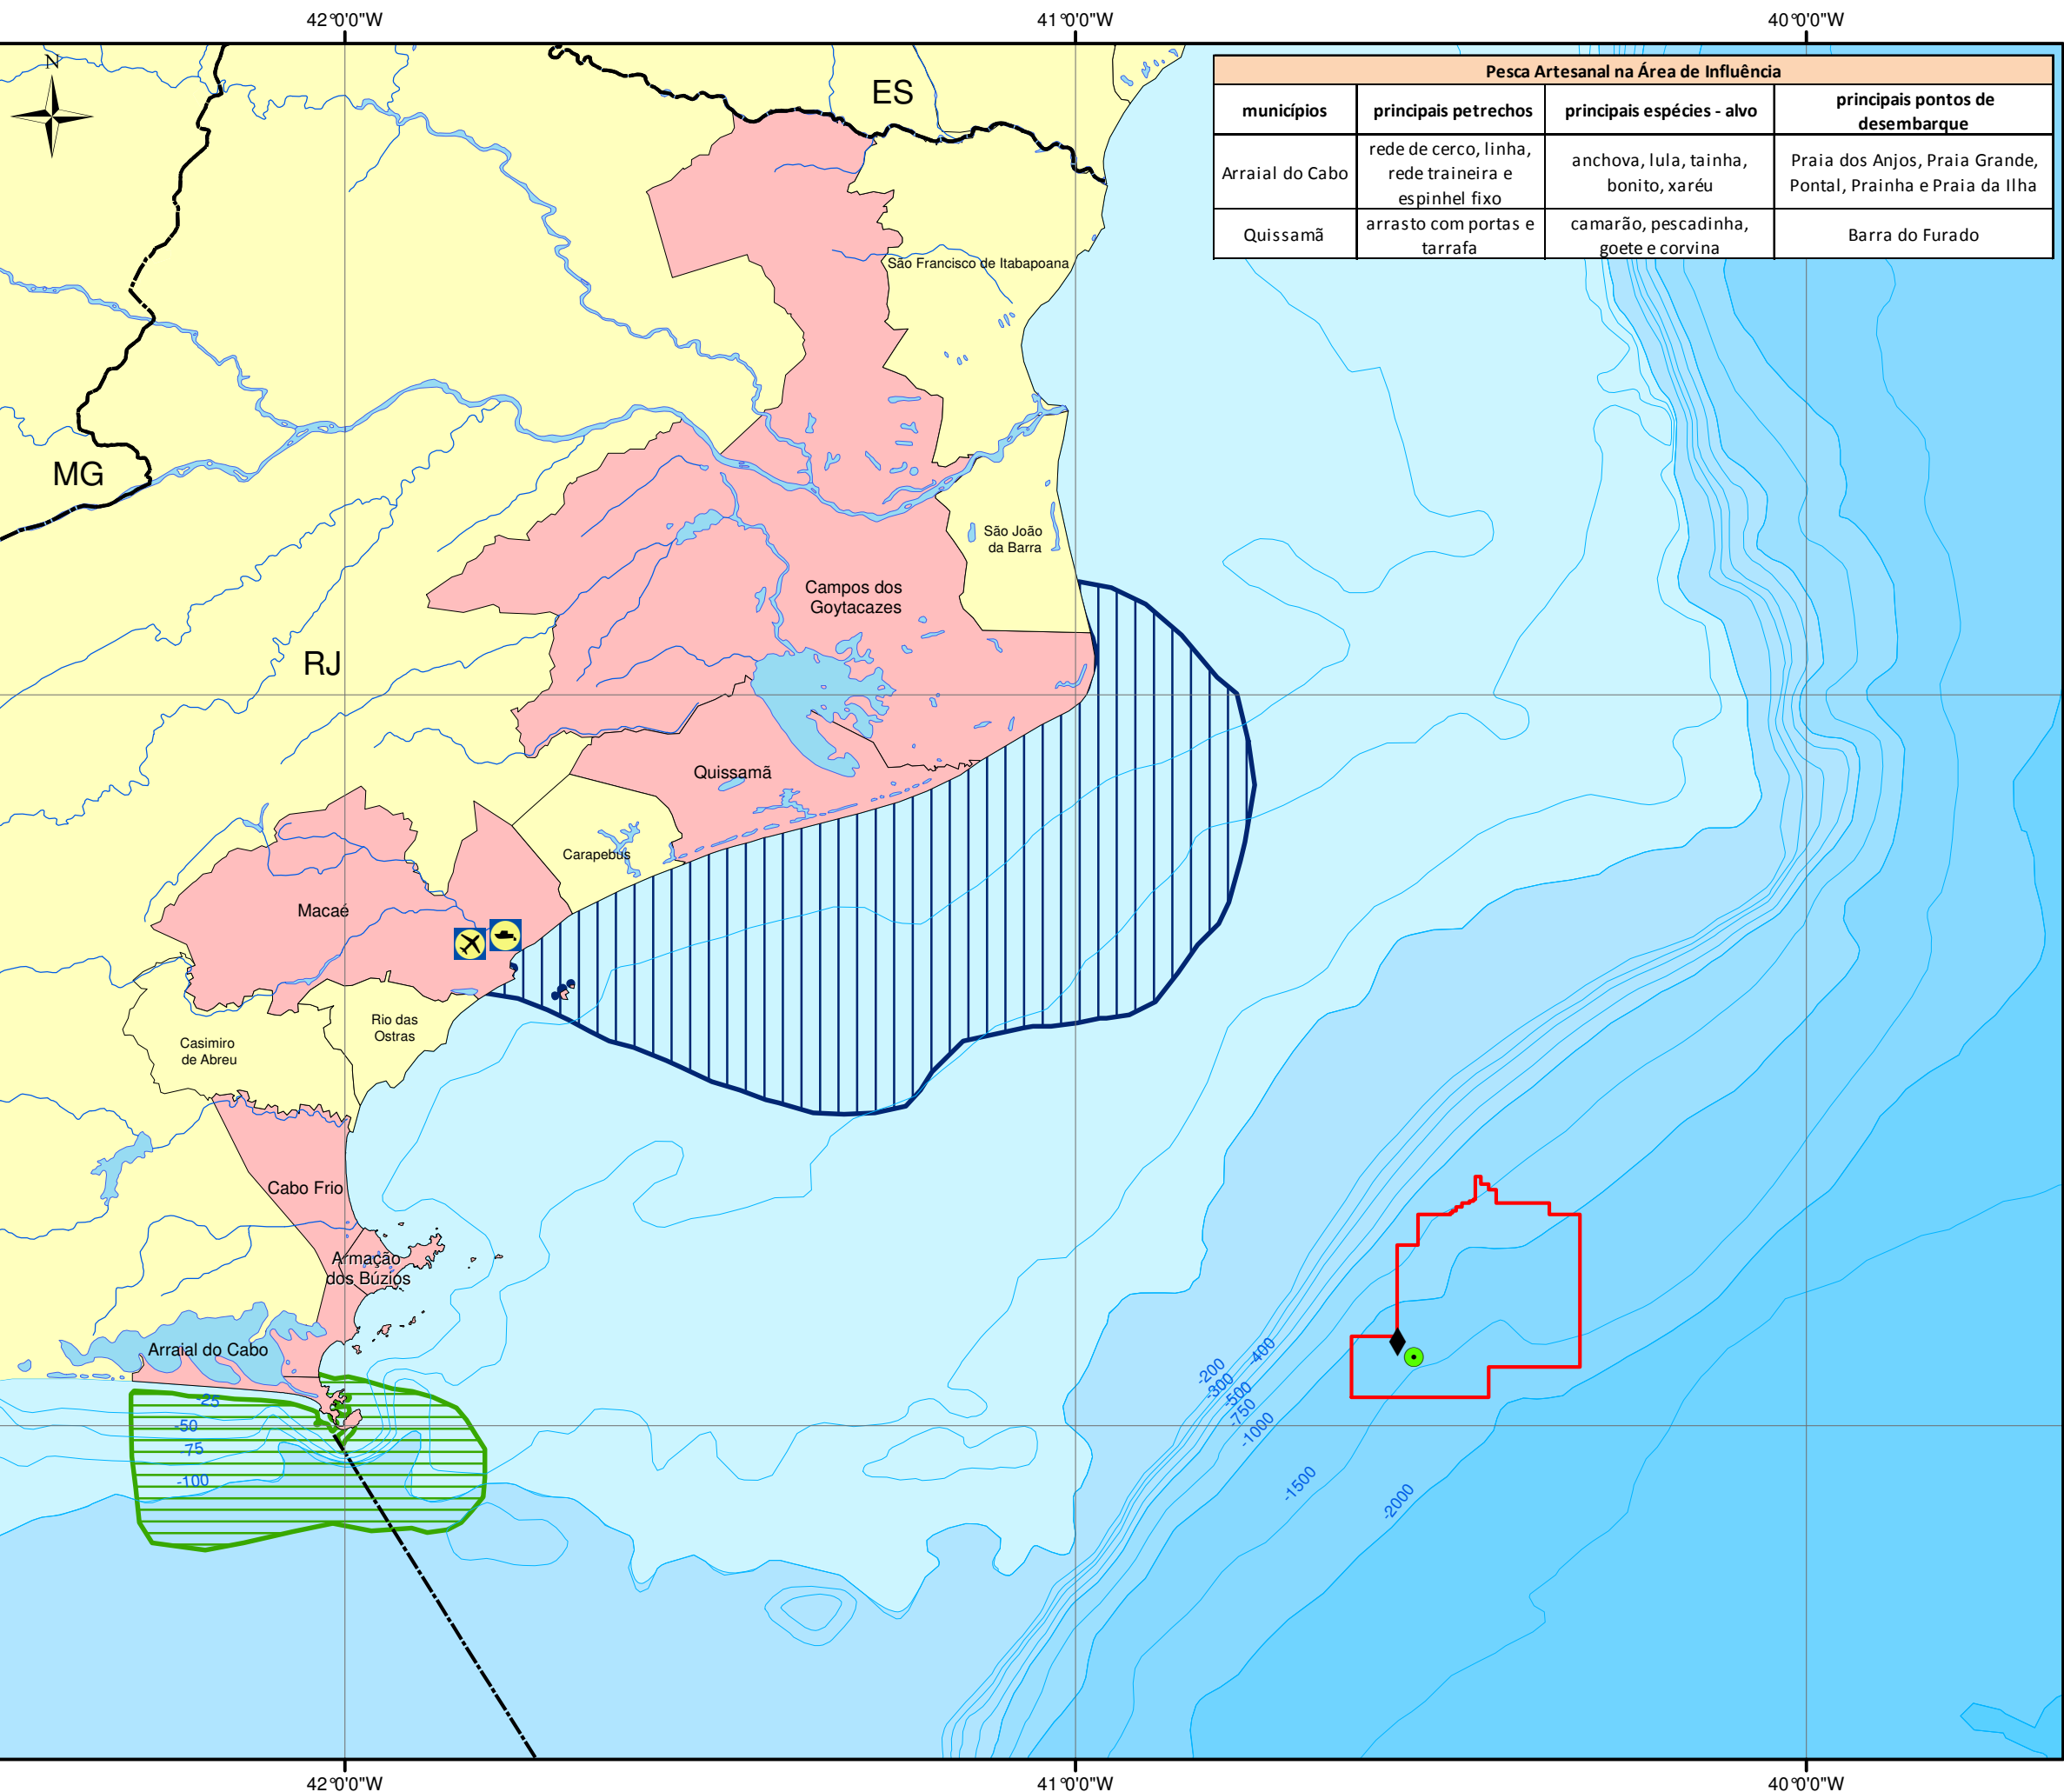 42°0'0"W
41°0'0"W
40°0'0"W
N
ES
Pesca Artesanal na Área de Influência
municípios
principais petrechos
principais espécies - alvo
principais pontos de
desembarque
Arraial do Cabo
rede de cerco, linha,
rede traineira e
espinhel fixo
anchova, lula, tainha,
bonito, xaréu
Praia dos Anjos, Praia Grande,
Pontal, Prainha e Praia da Ilha
Quissamã
arrasto com portas e
tarrafa
camarão, pescadinha,
goete e corvina
Barra do Furado
São Francisco de Itabapoana
MG
São João
da Barra
Campos dos
Goytacazes
RJ
Quissamã
Carapebus
Macaé
Rio das
Ostras
Casimiro
de Abreu
Cabo Frio
Armação
dos Búzios
Arraial do Cabo
-25
-50
-75
-100
-200
-300
-400
-500
-750
-1000
-1500
-2000
42°0'0"W
41°0'0"W
40°0'0"W